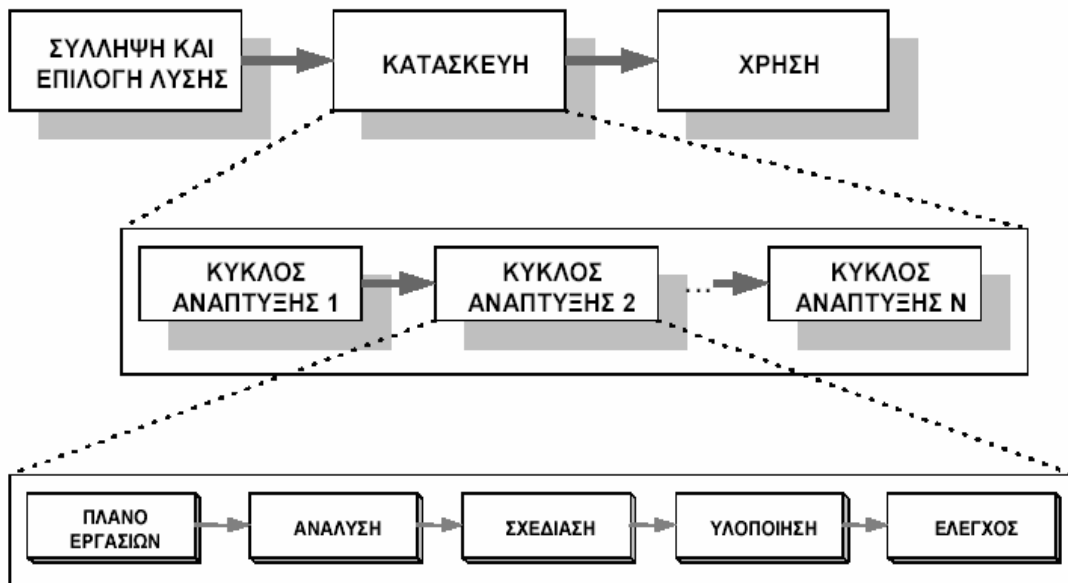 ΣΥΛΛΗΨΗ ΚΑΙ
ΕΠΙΛΟΓΗ ΛΥΣΗΣ
ΚΑΤΑΣΚΕΥΗ
ΧΡΗΣΗ
ΚΥΚΛΟΣ
ΑΝΑΠΤΥΞΗΣ 1
ΚΥΚΛΟΣ
ΑΝΑΠΤΥΞΗΣ 2
...
ΚΥΚΛΟΣ
ΑΝΑΠΤΥΞΗΣ Ν
ΠΛΑΝΟ
ΕΡΓΑΣΙΩΝ
ΑΝΑΛΥΣΗ
ΣΧΕΔΙΑΣΗ
ΥΛΟΠΟΙΗΣΗ
ΕΛΕΓΧΟΣ